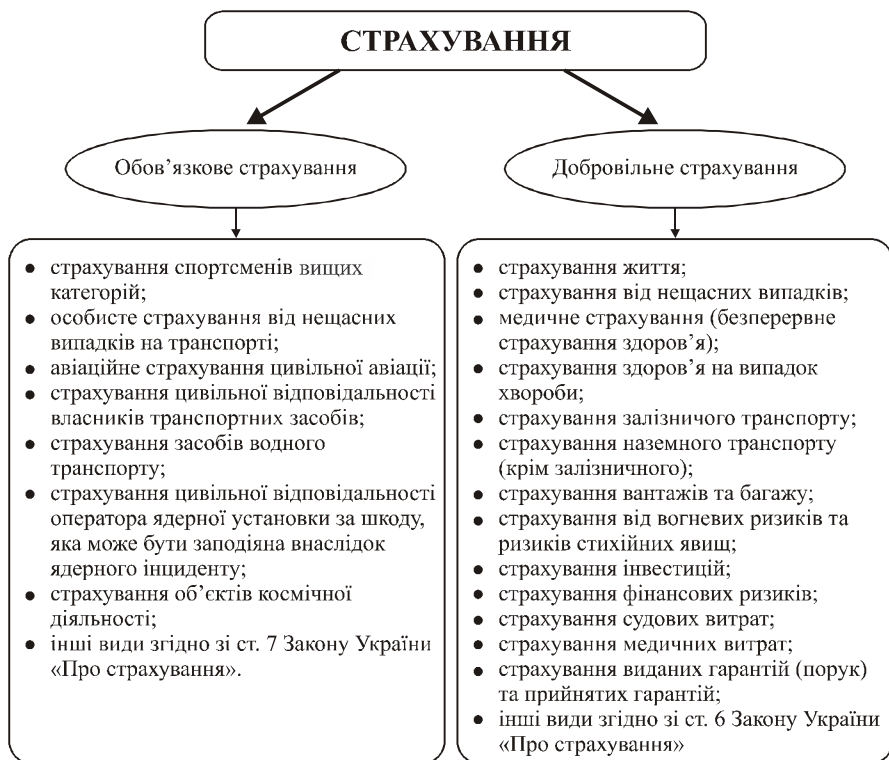 СТРАХУВАННЯ
Обов’язкове страхування
Добровільне страхування
● страхування спортсменів вищих
категорій;
● особисте страхування від нещасних
випадків на транспорті;
● авіаційне страхування цивільної авіації;
● страхування цивільної відповідальності
власників транспортних засобів;
● страхування засобів водного
транспорту;
● страхування цивільної відповідальності
оператора ядерної установки за шкоду,
яка може бути заподіяна внаслідок
ядерного інциденту;
● страхування об’єктів космічної
діяльності;
● інші види згідно зі ст. 7 Закону України
«Про страхування».
● страхування життя;
● страхування від нещасних випадків;
● медичне страхування (безперервне
страхування здоров’я);
● страхування здоров’я на випадок
хвороби;
● страхування залізничого транспорту;
● страхування наземного транспорту
(крім залізничного);
● страхування вантажів та багажу;
● страхування від вогневих ризиків та
ризиків стихійних явищ;
● страхування інвестицій;
● страхування фінансових ризиків;
● страхування судових витрат;
● страхування медичних витрат;
● страхування виданих гарантій (порук)
та прийнятих гарантій;
● інші види згідно зі ст. 6 Закону України
«Про страхування»